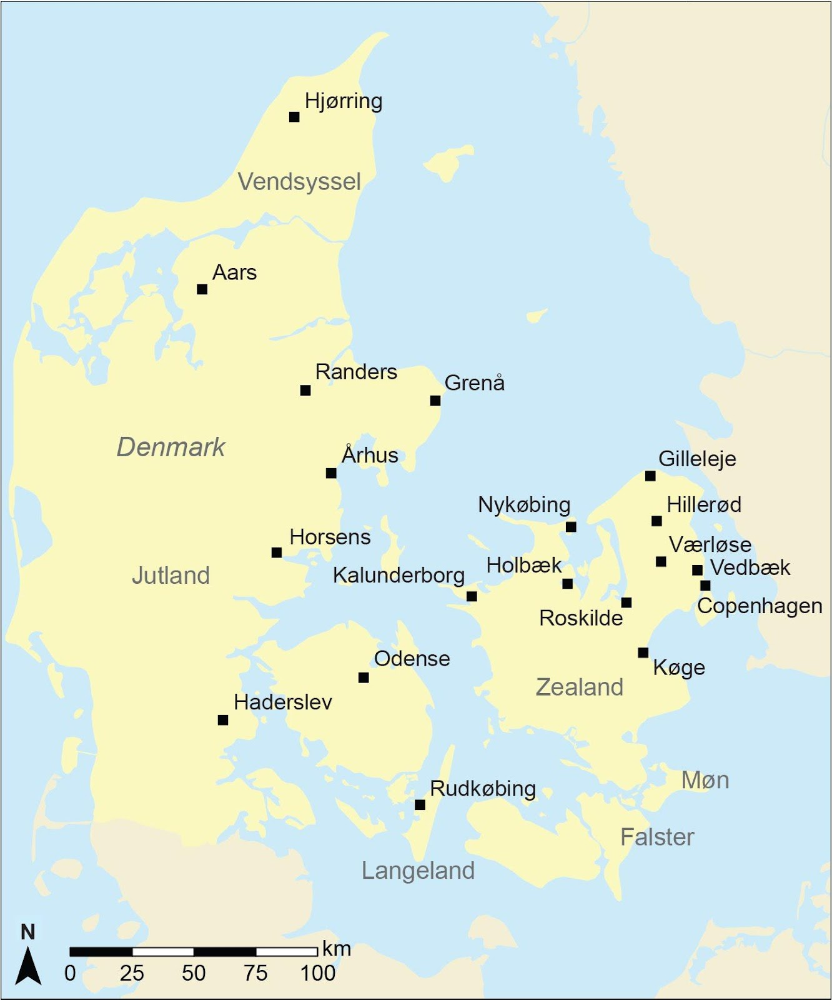 Hjørring
Vendsyssel
Aars
Randers
Grenå
Denmark
Århus
Gilleleje
Nykøbing
Hillerød
Horsens
Værløse
Jutland
Kalunderborg
Holbæk
Vedbæk
Copenhagen
Roskilde
Odense
Køge
Zealand
Haderslev
Møn
Rudkøbing
Falster
Langeland
N
km
0 25 50 75 100